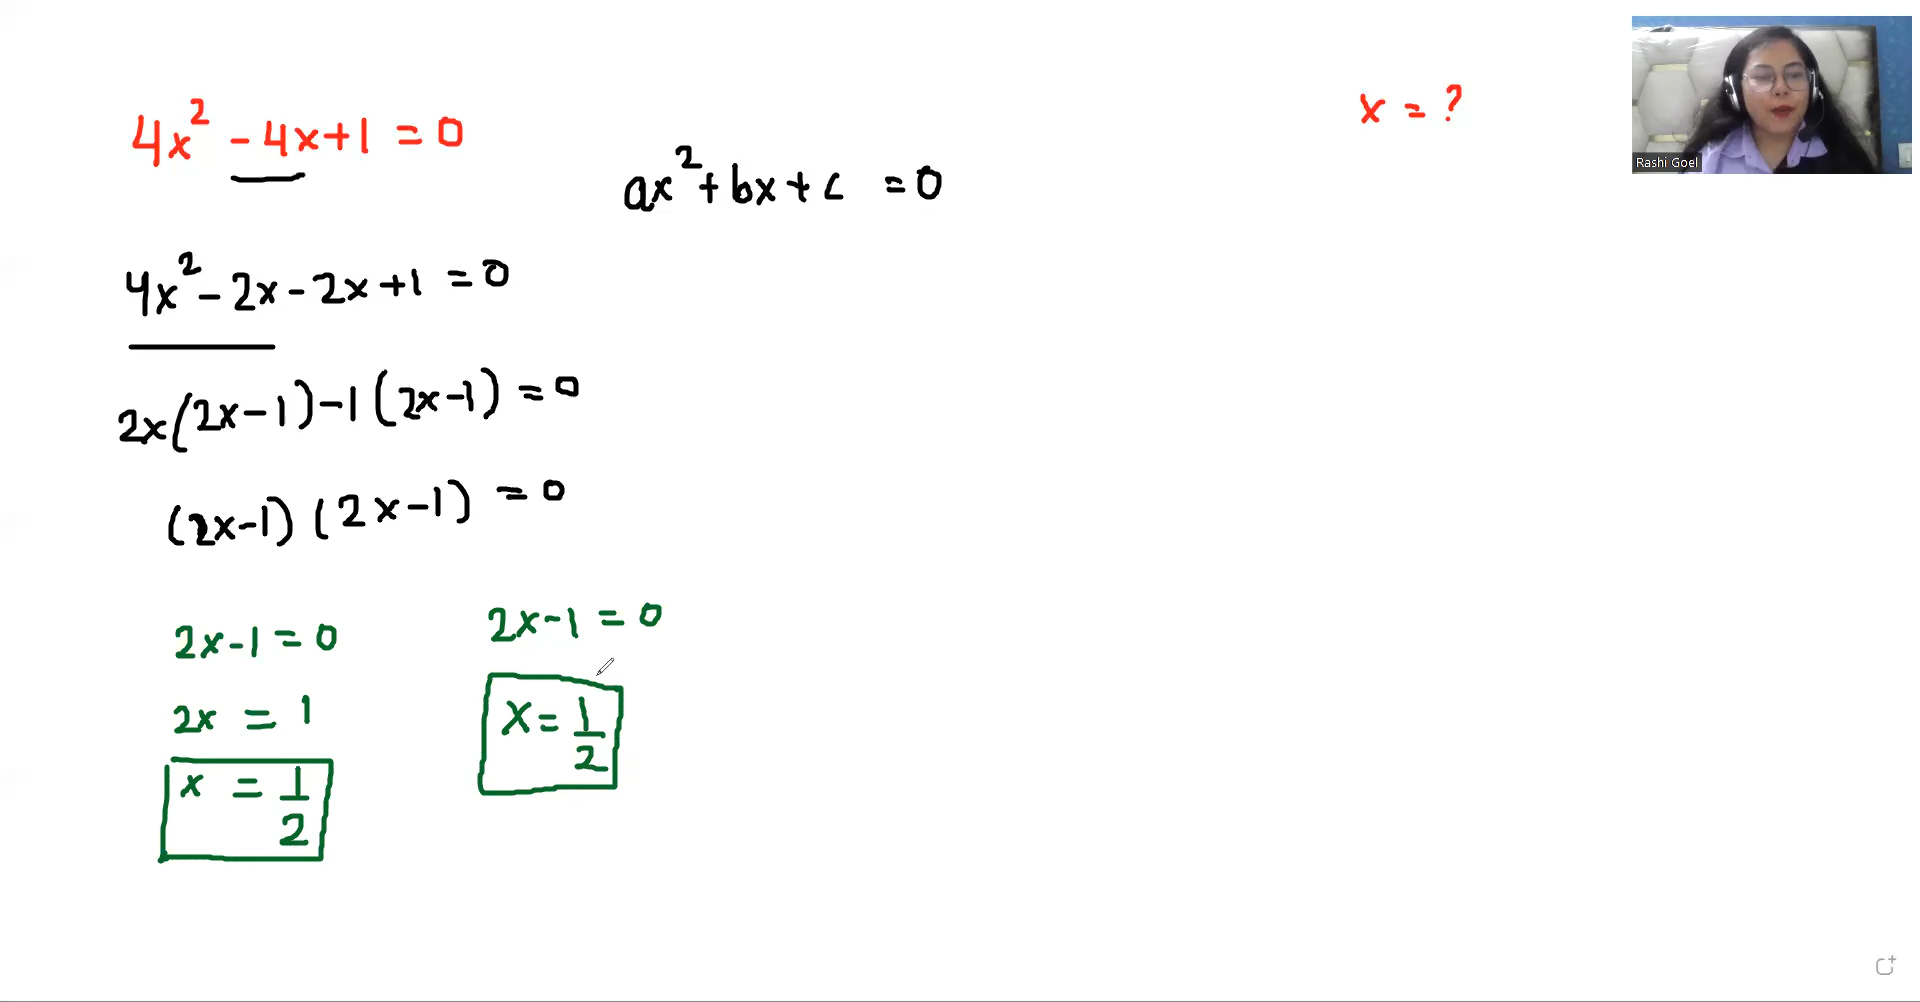 4x² - 4x + 1 = 0
x = ?
Rashi Goel
ax² + bx + c = 0
4x² - 2x - 2x + 1 = 0
2x(2x - 1) - 1(2x - 1) = 0
(2x - 1) (2x - 1) = 0
2x - 1 = 0
2x = 1
x = 1/2
2x - 1 = 0
x = 1/2